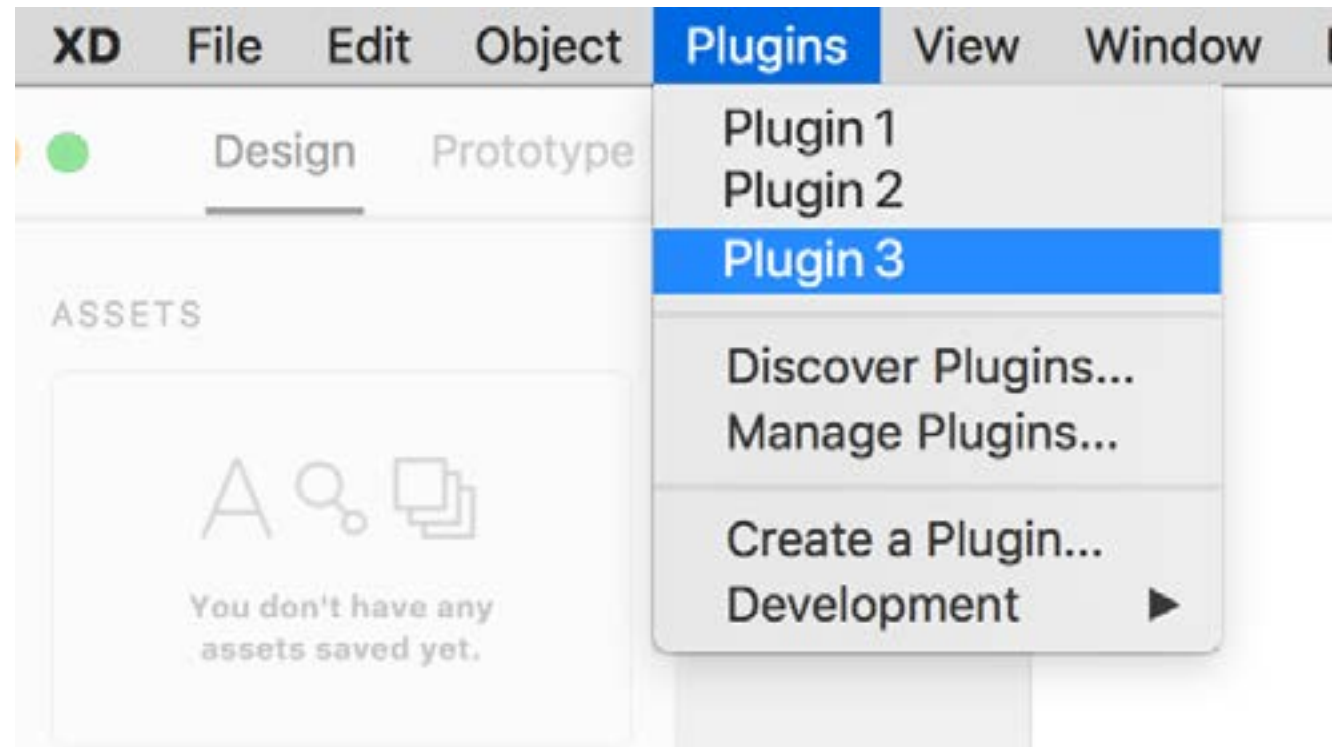 XD File Edit Object Plugins View Window
Design Prototype
Plugin 1
Plugin 2
Plugin 3
ASSETS
Discover Plugins...
Manage Plugins...
Create a Plugin...
Development
You don't have any
assets saved yet.